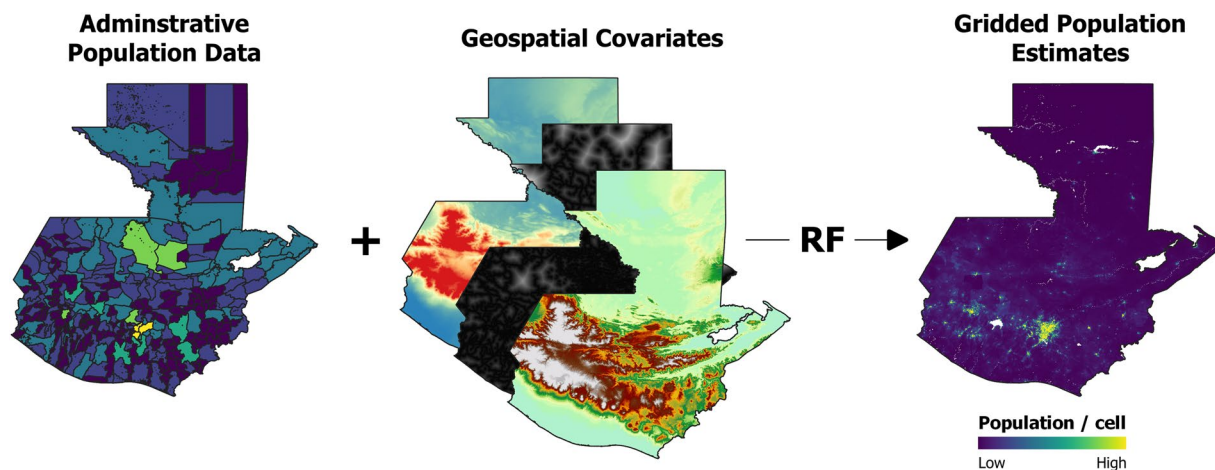 Adminstrative
Population Data
Geospatial Covariates
Gridded Population
Estimates
+
RF
Population / cell
Low High